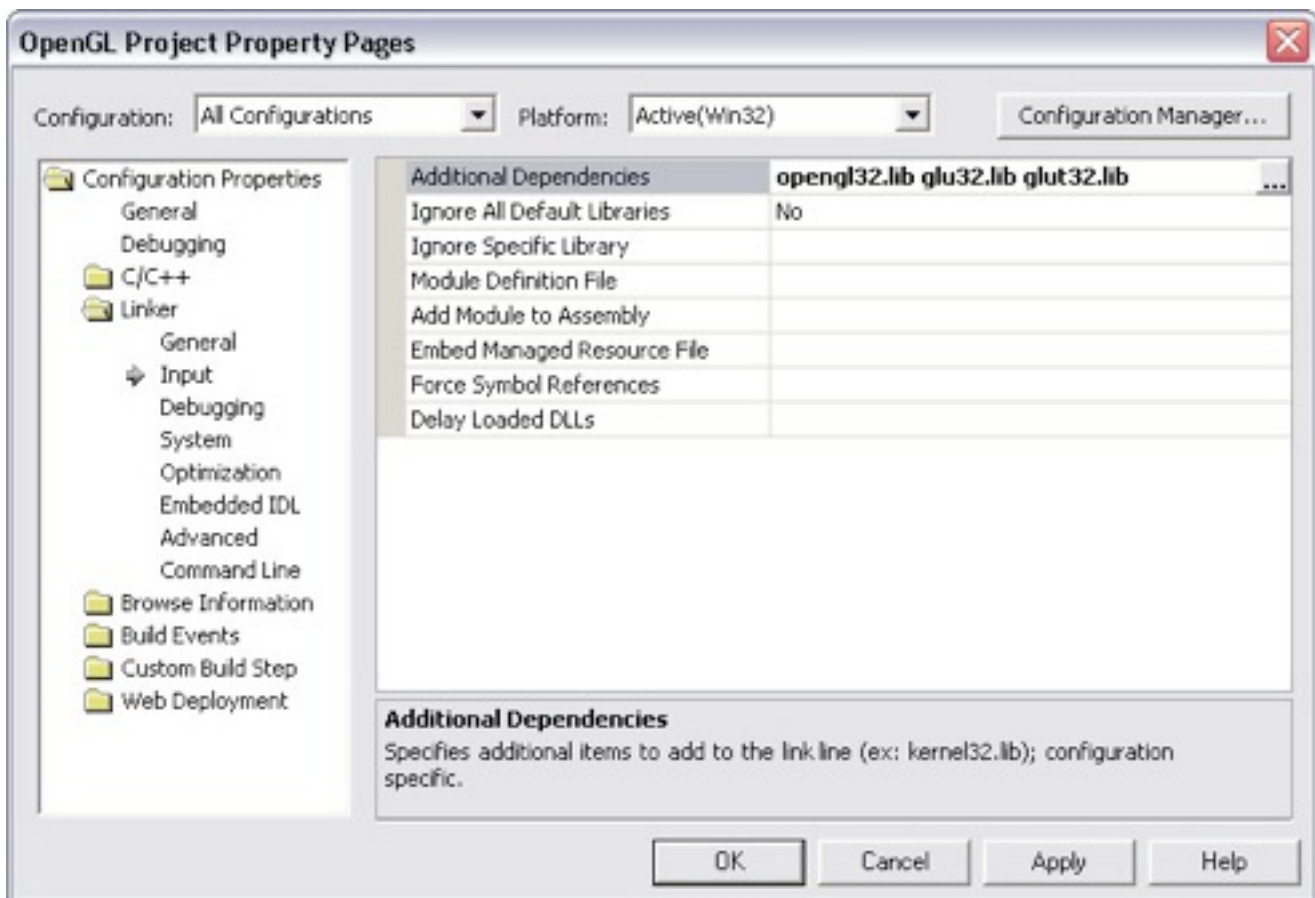 OpenGL Project Property Pages
Configuration: All Configurations Platform: Active(Win32) Configuration Manager...
Configuration Properties
General
Debugging
C/C++
Linker
General
Input
Debugging
System
Optimization
Embedded IDL
Advanced
Command Line
Browse Information
Build Events
Custom Build Step
Web Deployment
Additional Dependencies opengl32.lib glu32.lib glut32.lib ...
Ignore All Default Libraries No
Ignore Specific Library
Module Definition File
Add Module to Assembly
Embed Managed Resource File
Force Symbol References
Delay Loaded DLLs
Additional Dependencies
Specifies additional items to add to the link line (ex: kernel32.lib); configuration
specific.
OK Cancel Apply Help